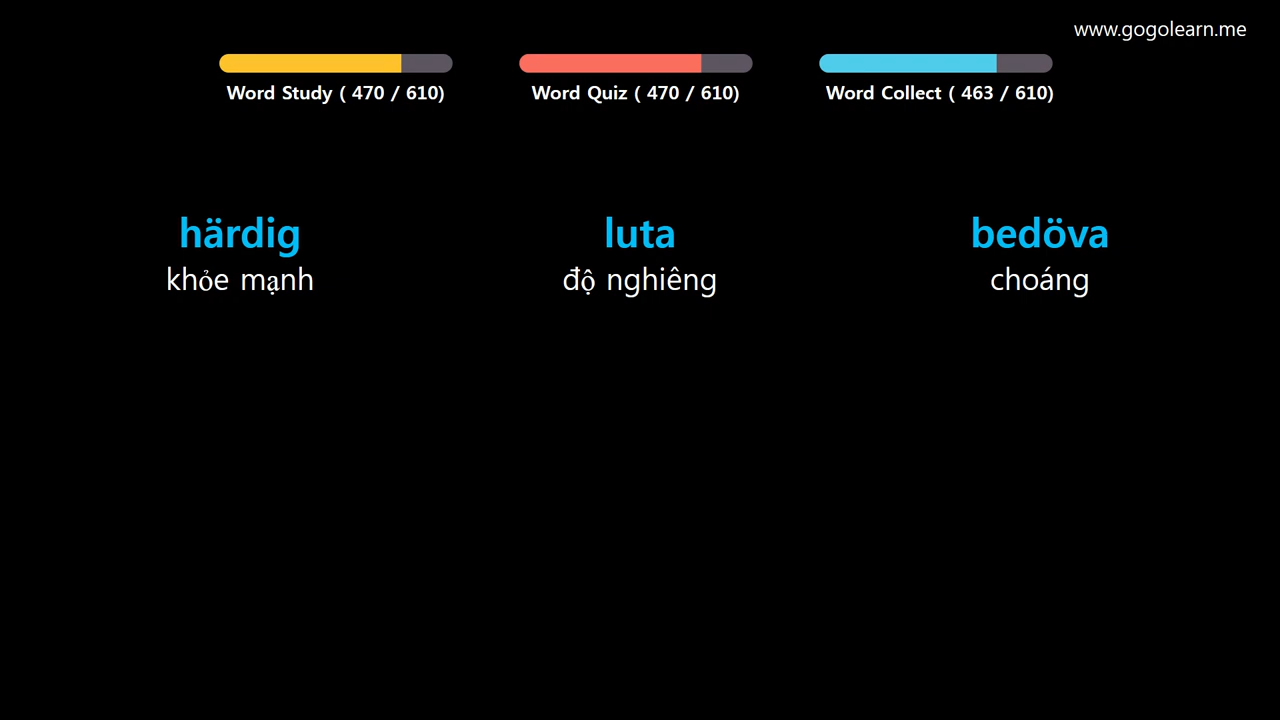 www.gogolearn.me
Word Study ( 470 / 610)
Word Quiz ( 470 / 610)
Word Collect ( 463 / 610)
härdig
khỏe mạnh
luta
độ nghiêng
bedöva
choáng